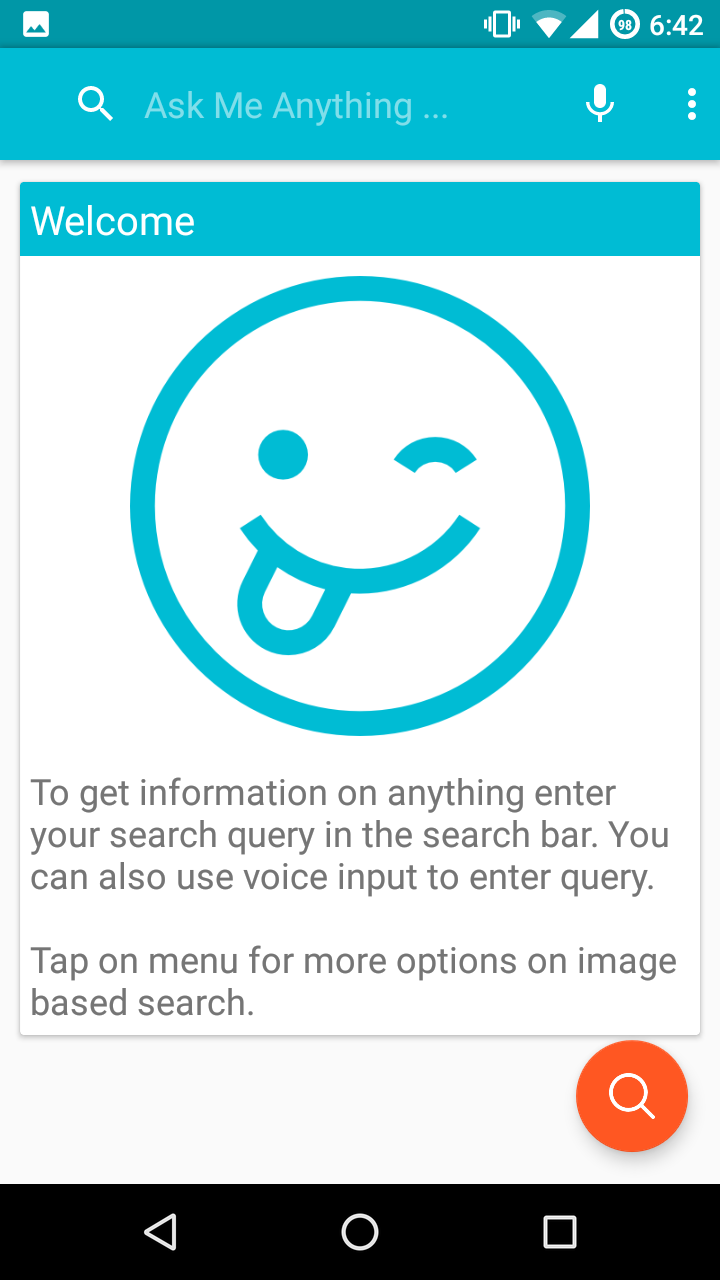 98 6:42
Ask Me Anything ...
Welcome
To get information on anything enter
your search query in the search bar. You
can also use voice input to enter query.
Tap on menu for more options on image
based search.